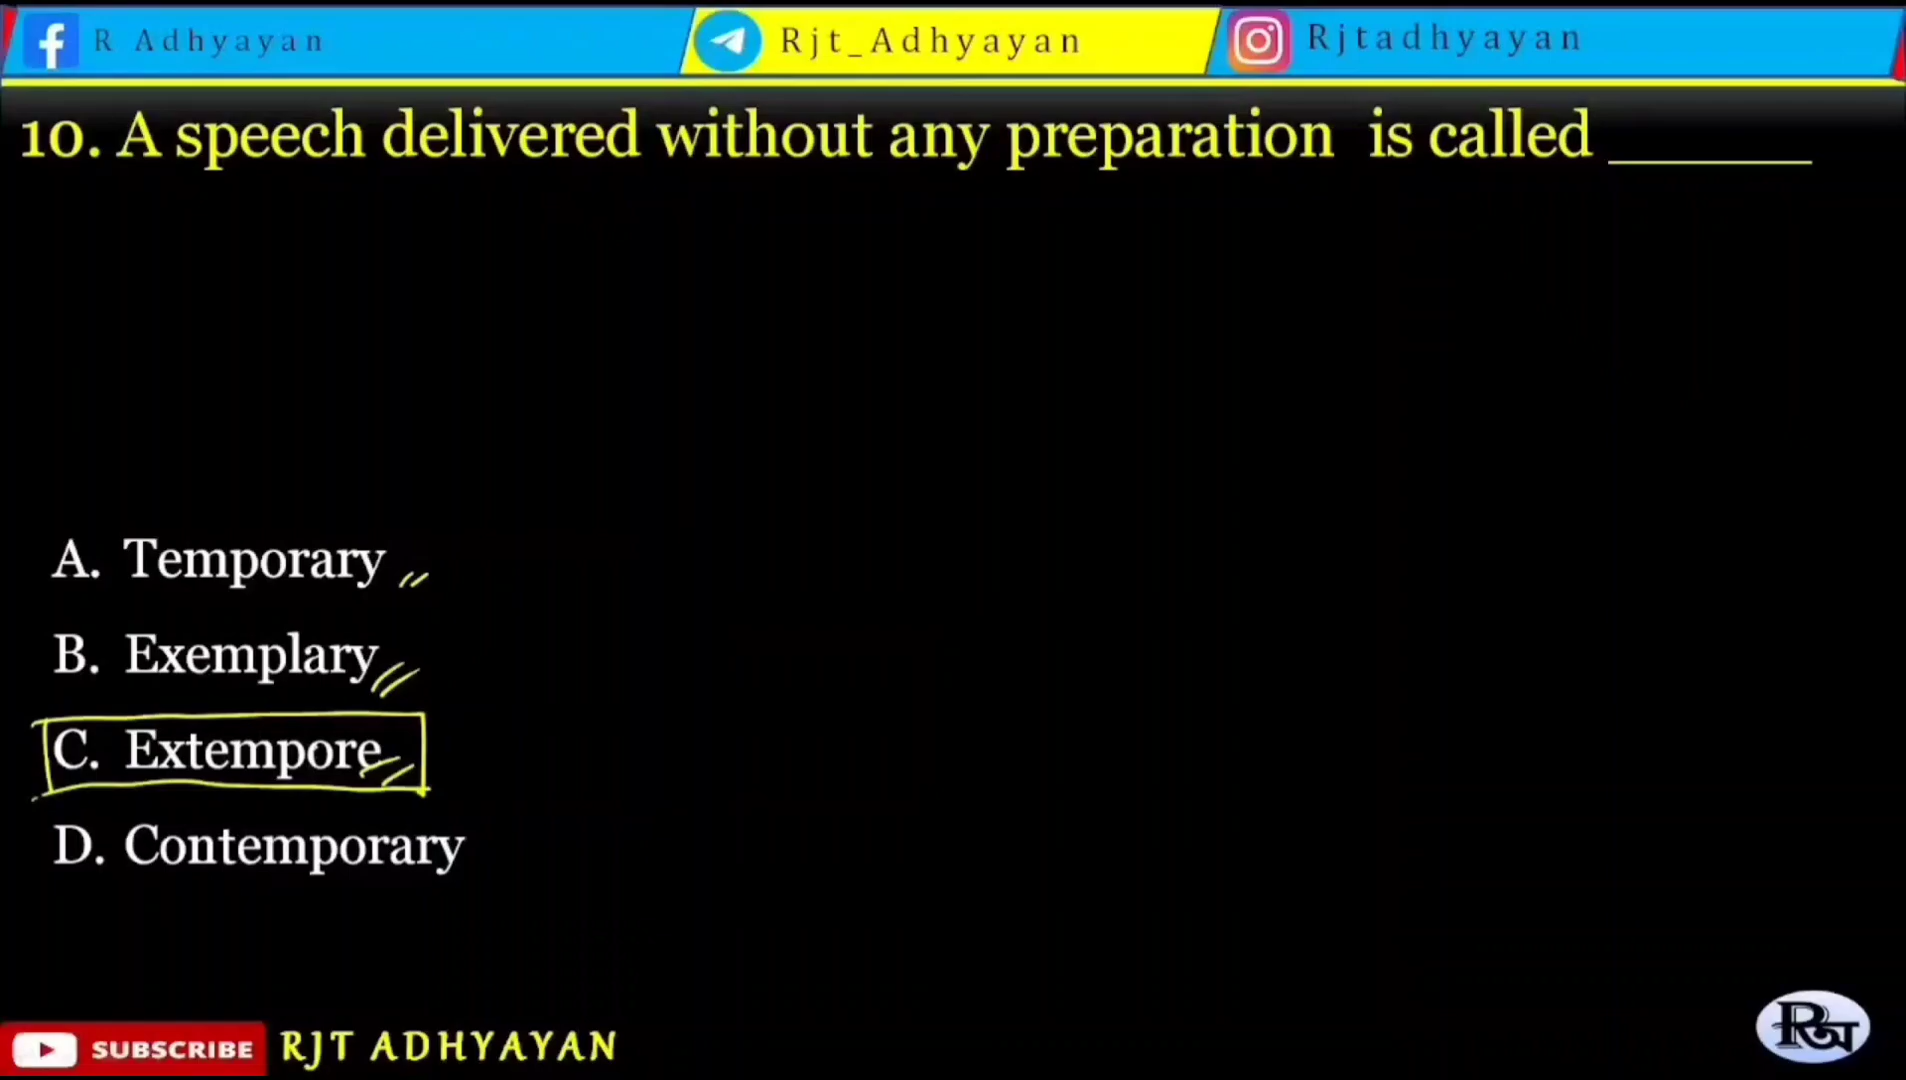 R Adhyayan
Rjt_Adhyayan
Rjtadhyayan
10. A speech delivered without any preparation is called ______
A. Temporary
B. Exemplary
C. Extempore
D. Contemporary
SUBSCRIBE
RJT ADHYAYAN